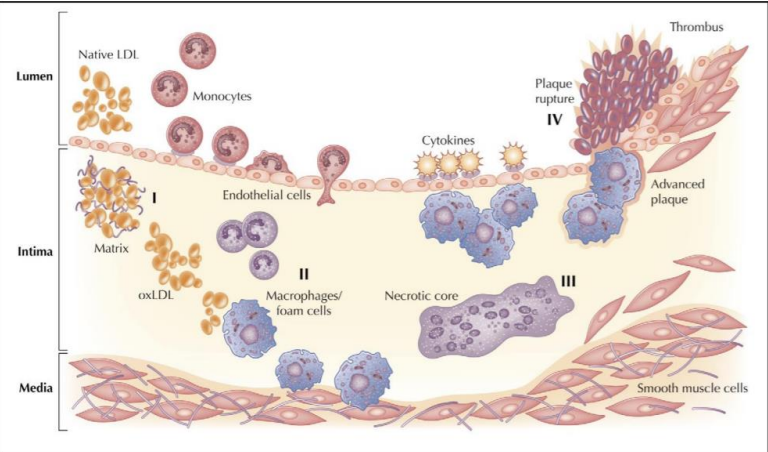 Thrombus
Native LDL
Lumen
Monocytes
Plaque
rupture
IV
Cytokines
Endothelial cells
I
Advanced
plaque
Matrix
Intima
II
III
oxLDL
Macrophages/
foam cells
Necrotic core
Media
Smooth muscle cells